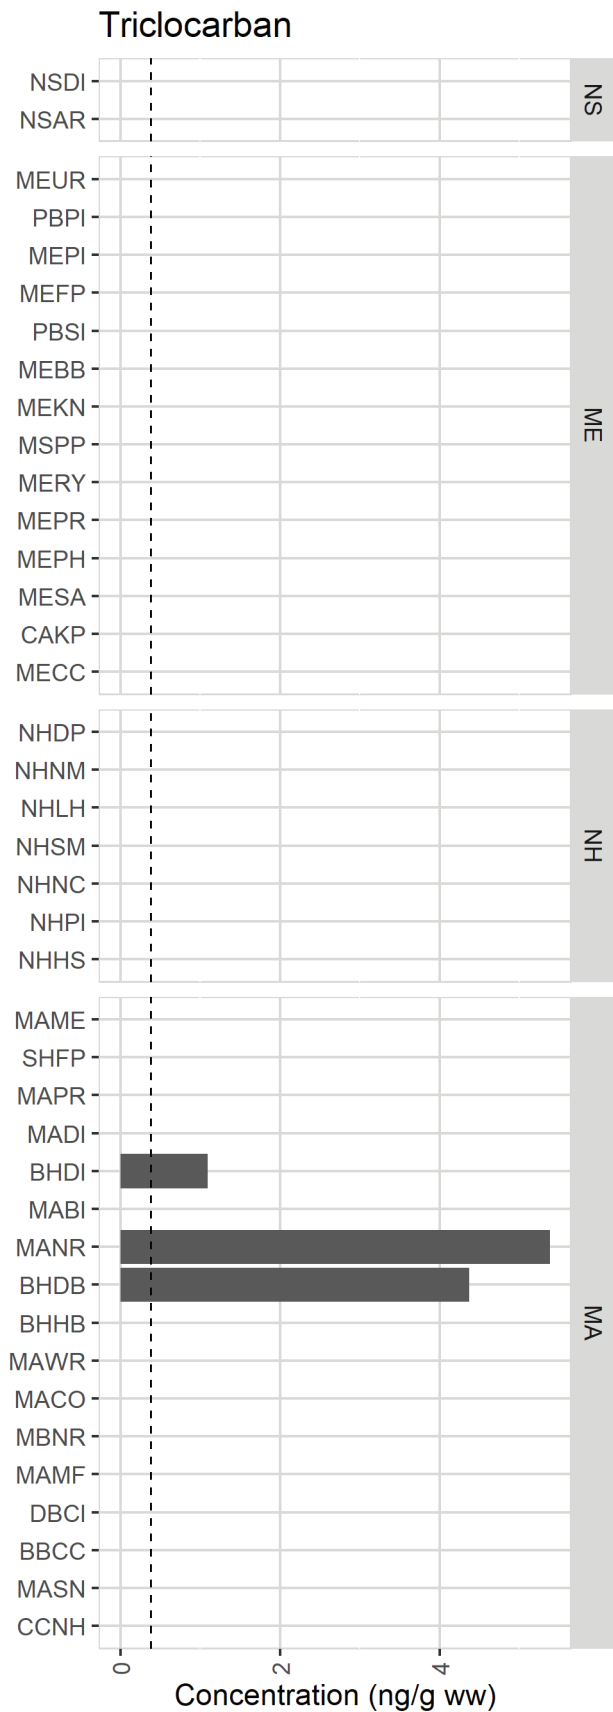 Triclocarban
NSDI
NSAR
NS
MEUR
PBPI
MEPI
MEFP
PBSI
MEBB
MEKN
MSPP
MERY
MEPR
MEPH
MESA
CAKP
MECC
ME
NHDP
NHNM
NHLH
NHSM
NHNC
NHPI
NHHS
NH
MAME
SHFP
MAPR
MADI
BHDI
MABI
MANR
BHDB
BHHB
MAWR
MACO
MBNR
MAMF
DBCI
BBCC
MASN
CCNH
MA
0 2 4
Concentration (ng/g ww)